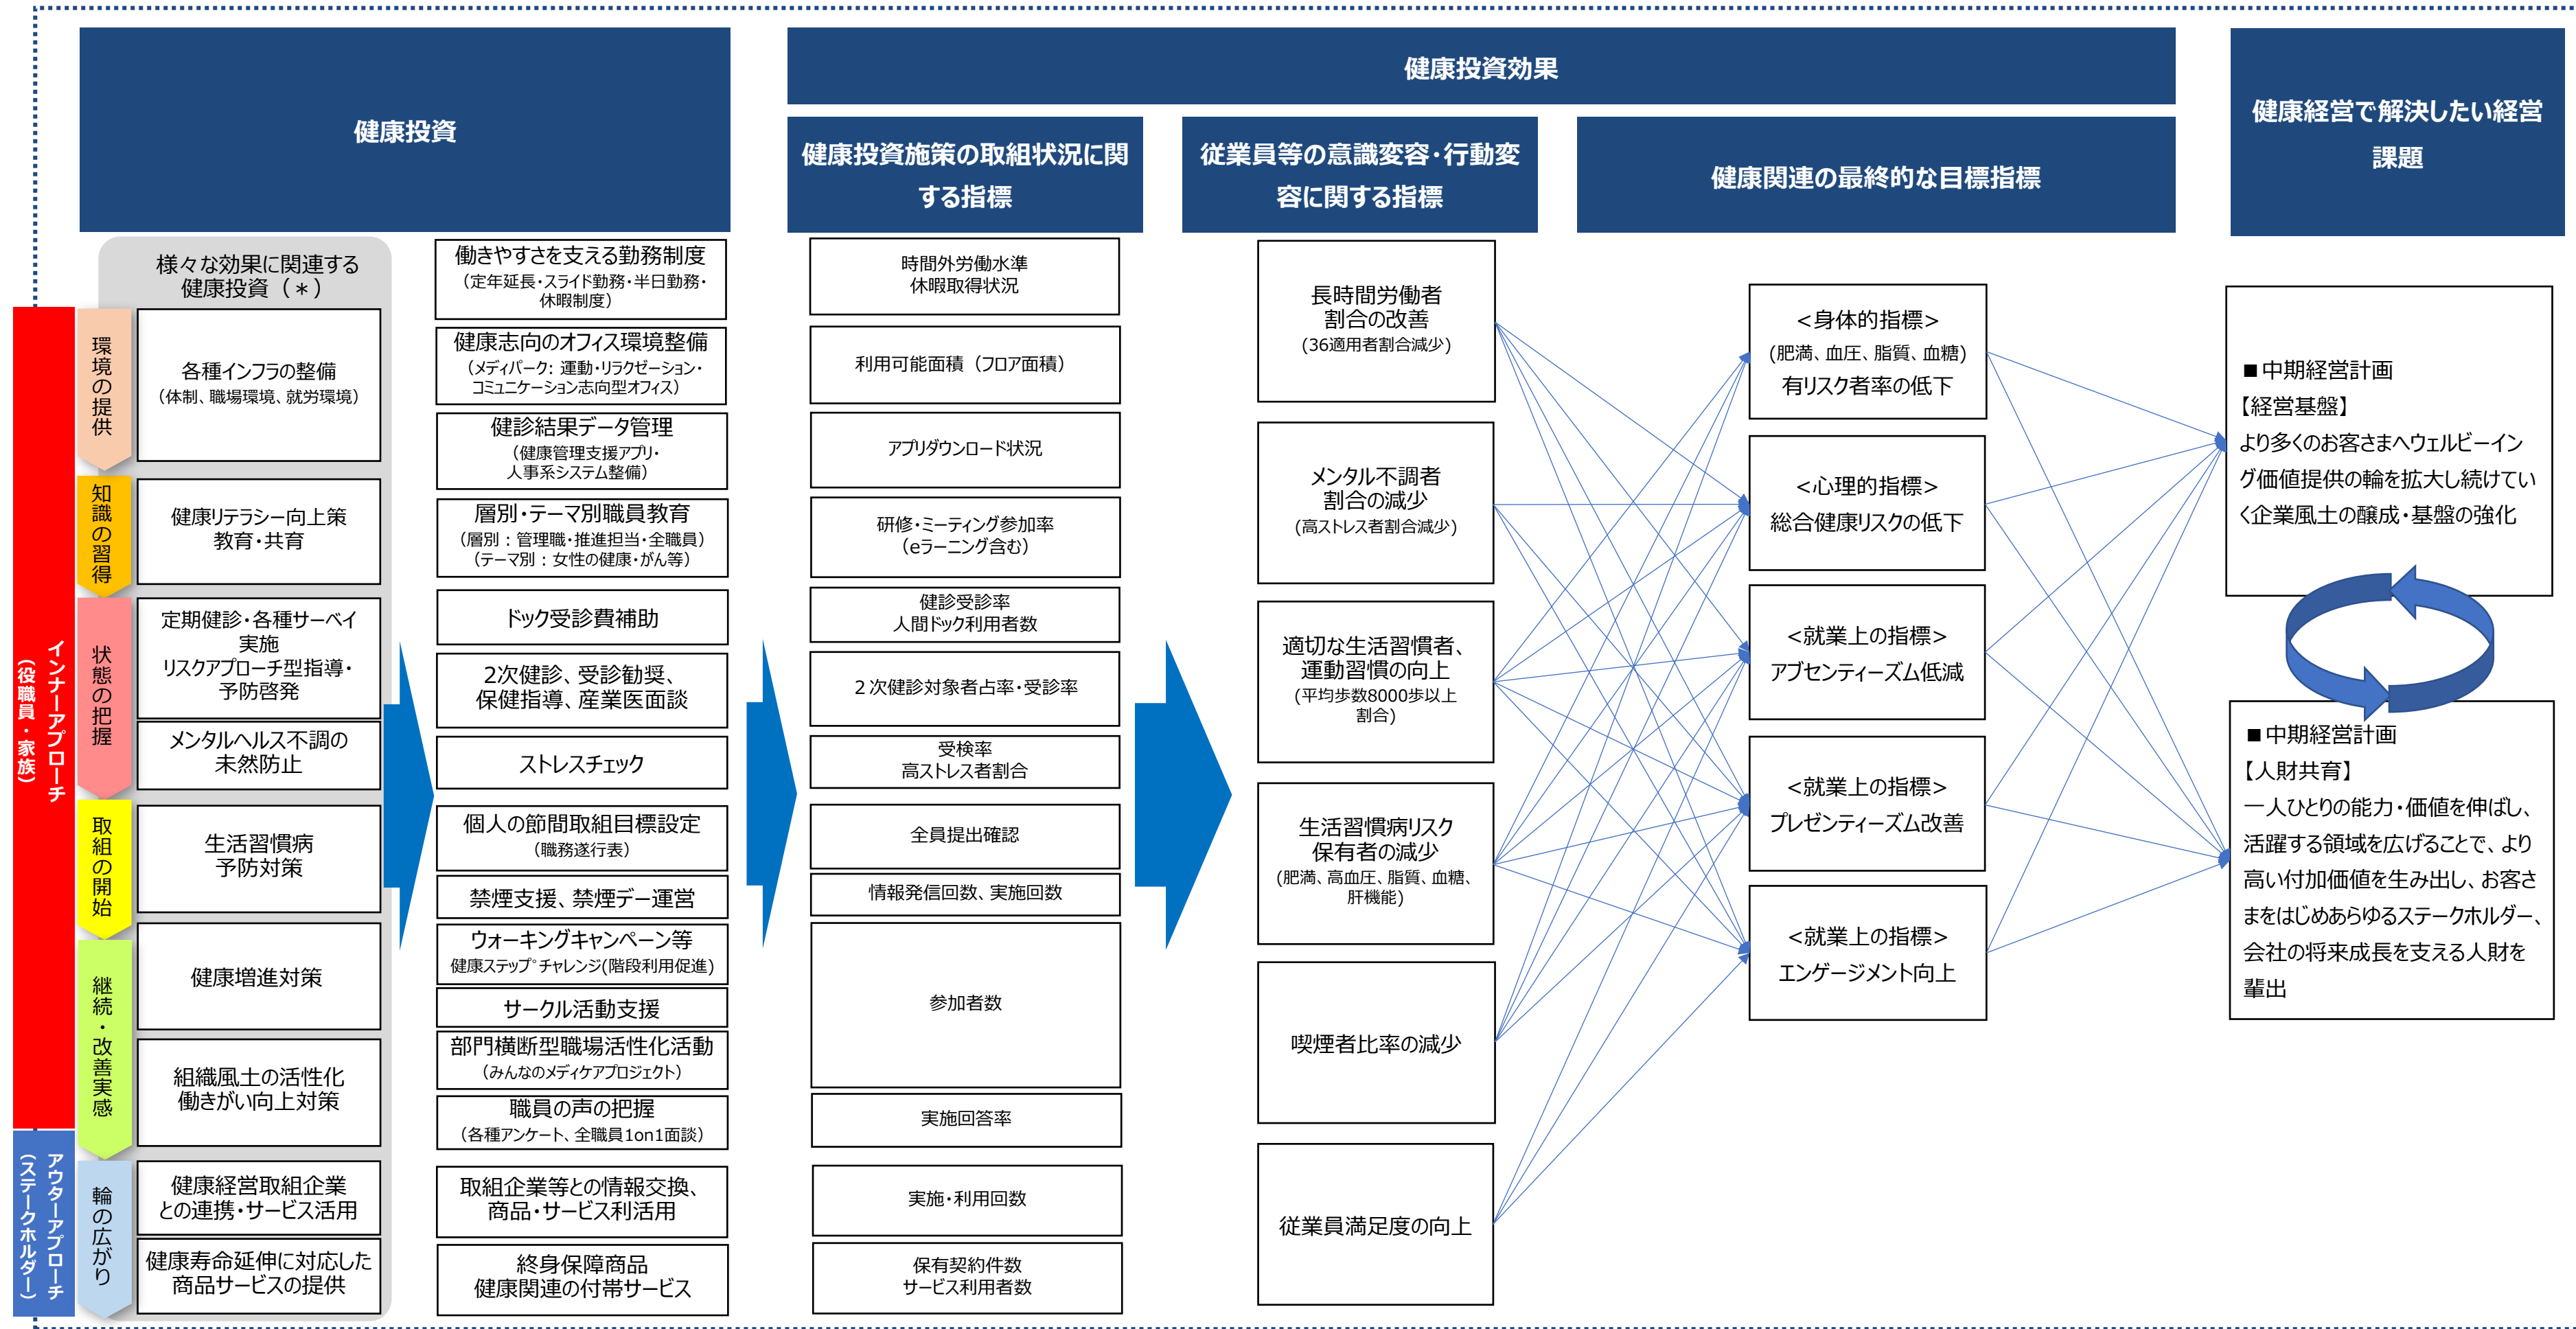 健康投資
健康投資効果
健康投資施策の取組状況に関
する指標
従業員等の意識変容・行動変
容に関する指標
健康関連の最終的な目標指標
健康経営で解決したい経営
課題
インナーアプローチ
(役職員・家族)
アウターアプローチ
(ステークホルダー)
環境の提供
知識の習得
状態の把握
取組の開始
継続・改善実感
輪の広がり
様々な効果に関連する
健康投資(*)
各種インフラの整備
(体制、職場環境、就労環境)
健康リテラシー向上策
教育・共育
定期健診・各種サーベイ
実施
リスクアプローチ型指導・
予防啓発
メンタルヘルス不調の
未然防止
生活習慣病
予防対策
健康増進対策
組織風土の活性化
働きがい向上対策
健康経営取組企業
との連携・サービス活用
健康寿命延伸に対応した
商品サービスの提供
働きやすさを支える勤務制度
(定年延長・スライド勤務・半日勤務・
休暇制度)
健康志向のオフィス環境整備
(メディパーク: 運動・リラクゼーション・
コミュニケーション志向型オフィス)
健診結果データ管理
(健康管理支援アプリ・
人事系システム整備)
層別・テーマ別職員教育
(層別:管理職・推進担当・全職員)
(テーマ別:女性の健康・がん等)
ドック受診費補助
2次健診、受診勧奨、
保健指導、産業医面談
ストレスチェック
個人の節間取組目標設定
(職務遂行表)
禁煙支援、禁煙デー運営
ウォーキングキャンペーン等
健康ステップチャレンジ(階段利用促進)
サークル活動支援
部門横断型職場活性化活動
(みんなのメディケアプロジェクト)
職員の声の把握
(各種アンケート、全職員1on1面談)
取組企業等との情報交換、
商品・サービス利活用
終身保障商品
健康関連の付帯サービス
時間外労働水準
休暇取得状況
利用可能面積(フロア面積)
アプリダウンロード状況
研修・ミーティング参加率
(eラーニング含む)
健診受診率
人間ドック利用者数
2次健診対象者占率・受診率
受検率
高ストレス者割合
全員提出確認
情報発信回数、実施回数
参加者数
実施回答率
実施・利用回数
保有契約件数
サービス利用者数
長時間労働者
割合の改善
(36適用者割合減少)
メンタル不調者
割合の減少
(高ストレス者割合減少)
適切な生活習慣者、
運動習慣の向上
(平均歩数8000歩以上
割合)
生活習慣病リスク
保有者の減少
(肥満、高血圧、脂質、血糖、
肝機能)
喫煙者比率の減少
従業員満足度の向上
<身体的指標>
(肥満、血圧、脂質、血糖)
有リスク者率の低下
<心理的指標>
総合健康リスクの低下
<就業上の指標>
アブセンティーズム低減
<就業上の指標>
プレゼンティーズム改善
<就業上の指標>
エンゲージメント向上
■中期経営計画
【経営基盤】
より多くのお客さまへウェルビーイン
グ価値提供の輪を拡大し続けてい
く企業風土の醸成・基盤の強化
■中期経営計画
【人財共育】
一人ひとりの能力・価値を伸ばし、
活躍する領域を広げることで、より
高い付加価値を生み出し、お客さ
まをはじめあらゆるステークホルダー、
会社の将来成長を支える人財を
輩出